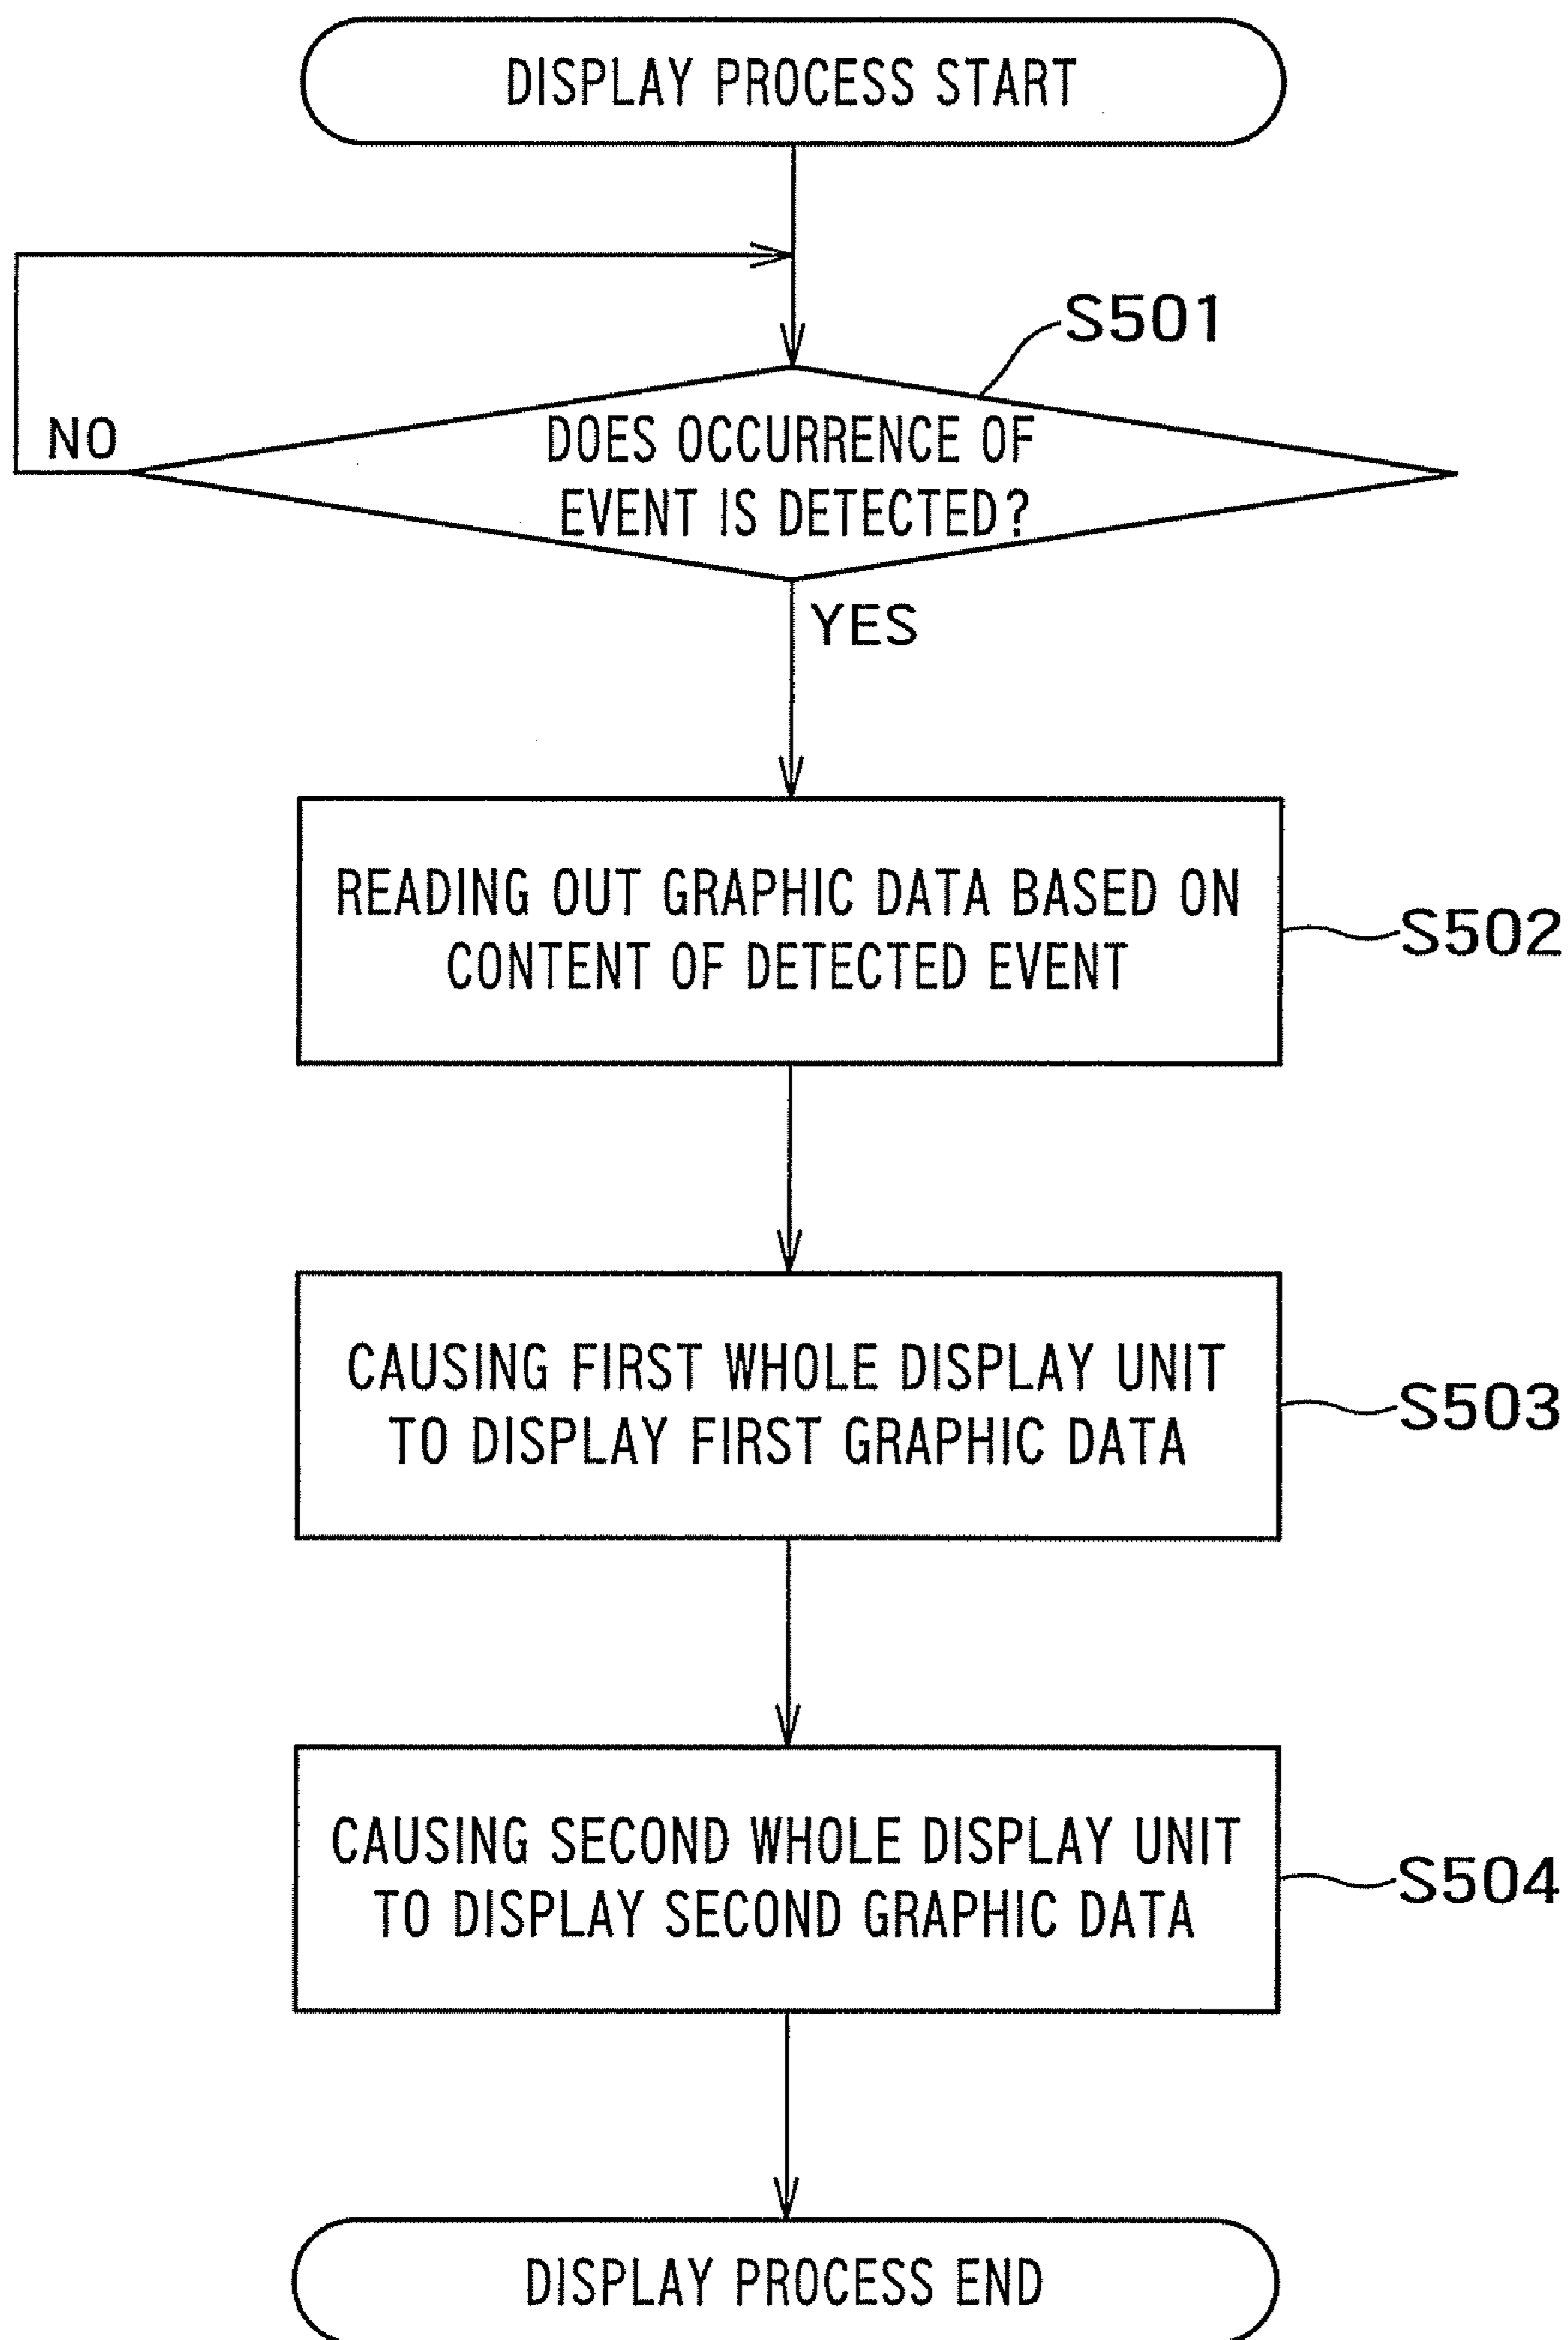 DISPLAY PROCESS START
S501
NO
DOES OCCURRENCE OF
EVENT IS DETECTED?
YES
READING OUT GRAPHIC DATA BASED ON
CONTENT OF DETECTED EVENT
S502
CAUSING FIRST WHOLE DISPLAY UNIT
TO DISPLAY FIRST GRAPHIC DATA
S503
CAUSING SECOND WHOLE DISPLAY UNIT
TO DISPLAY SECOND GRAPHIC DATA
S504
DISPLAY PROCESS END